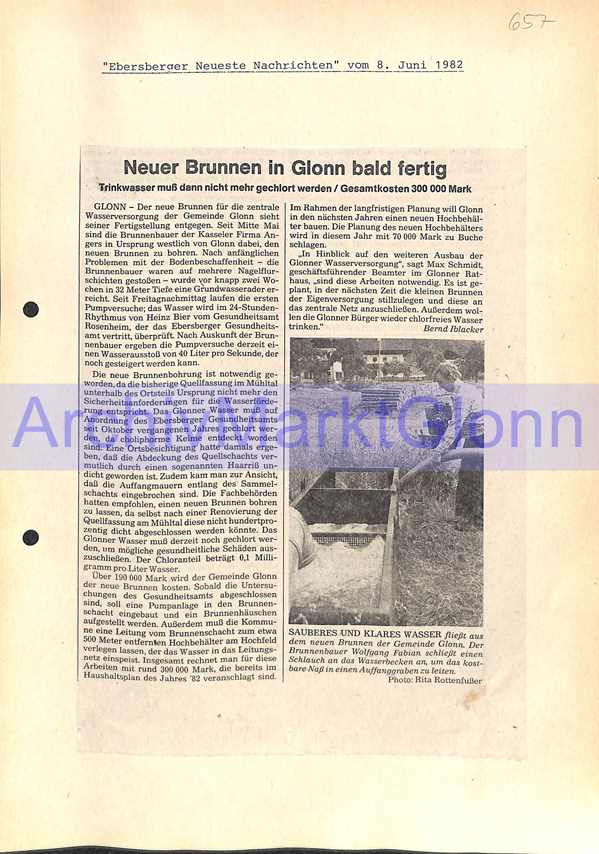 657
"Ebersberger Neueste Nachrichten" vom 8. Juni 1982
Neuer Brunnen in Glonn bald fertig
Trinkwasser muß dann nicht mehr gechlort werden / Gesamtkosten 300 000 Mark
GLONN – Der neue Brunnen für die zentrale
Wasserversorgung der Gemeinde Glonn sieht
seiner Fertigstellung entgegen. Seit Mitte Mai
sind die Brunnenbauer der Kasseler Firma An-
gers in Ursprung westlich von Glonn dabei, den
neuen Brunnen zu bohren. Nach anfänglichen
Problemen mit der Bodenbeschaffenheit – die
Brunnenbauer waren auf mehrere Nagelflur-
schichten gestoßen – wurde vor knapp zwei Wo-
chen in 32 Meter Tiefe eine Grundwasserader er-
reicht. Seit Freitagnachmittag laufen die ersten
Pumpversuche; das Wasser wird im 24-Stunden-
Rhythmus von Heinz Bier vom Gesundheitsamt
Rosenheim, der das Ebersberger Gesundheits-
amt vertritt, überprüft. Nach Auskunft der Brun-
nenbauer ergeben die Pumpversuche derzeit ei-
nen Wasserausstoß von 40 Liter pro Sekunde, der
noch gesteigert werden kann.
Die neue Brunnenbohrung ist notwendig ge-
worden, da die bisherige Quellfassung im Mühltal
unterhalb des Ortsteils Ursprung nicht mehr den
Sicherheitsanforderungen für die Wasserförde-
rung entspricht. Das Glonner Wasser muß auf
Anordnung des Ebersberger Gesundheitsamts
seit Oktober vergangenen Jahres gechlort wer-
den, da choliphorme Keime entdeckt worden
sind. Eine Ortsbesichtigung hatte damals erge-
ben, daß die Abdeckung des Quellschachts ver-
mutlich durch einen sogenannten Haarriß un-
dicht geworden ist. Zudem kam man zur Ansicht,
daß die Auffangmauern entlang des Sammel-
schachts eingebrochen sind. Die Fachbehörden
hatten empfohlen, einen neuen Brunnen bohren
zu lassen, da selbst nach einer Renovierung der
Quellfassung am Mühltal diese nicht hundertpro-
zentig dicht abgeschlossen werden könnte. Das
Glonner Wasser muß derzeit noch gechlort wer-
den, um mögliche gesundheitliche Schäden aus-
zuschließen. Der Chloranteil beträgt 0,1 Milli-
gramm pro Liter Wasser.
Über 190 000 Mark wird der Gemeinde Glonn
der neue Brunnen kosten. Sobald die Untersu-
chungen des Gesundheitsamts abgeschlossen
sind, soll eine Pumpanlage in den Brunnen-
schacht eingebaut und ein Brunnenhäuschen
aufgestellt werden. Außerdem muß die Kommu-
ne eine Leitung vom Brunnenschacht zum etwa
500 Meter entfernten Hochbehälter am Hochfeld
verlegen lassen, der das Wasser in das Leitungs-
netz einspeist. Insgesamt rechnet man für diese
Arbeiten mit rund 300 000 Mark, die bereits im
Haushaltsplan des Jahres '82 veranschlagt sind.
Im Rahmen der langfristigen Planung will Glonn
in den nächsten Jahren einen neuen Hochbehäl-
ter bauen. Die Planung des neuen Hochbehälters
wird in diesem Jahr mit 70 000 Mark zu Buche
schlagen.
„In Hinblick auf den weiteren Ausbau der
Glonner Wasserversorgung", sagt Max Schmidt,
geschäftsführender Beamter im Glonner Rat-
haus, „sind diese Arbeiten notwendig. Es ist ge-
plant, in der nächsten Zeit die kleinen Brunnen
der Eigenversorgung stillzulegen und diese an
das zentrale Netz anzuschließen. Außerdem wol-
len die Glonner Bürger wieder chlorfreies Wasser
trinken."
Bernd Iblacker
ArchivMarktGlonn
SAUBERES UND KLARES WASSER fließt aus
dem neuen Brunnen der Gemeinde Glonn. Der
Brunnenbauer Wolfgang Fabian schließt einen
Schlauch an das Wasserbecken an, um das kost-
bare Naß in einen Auffanggraben zu leiten.
Photo: Rita Rottenfußer